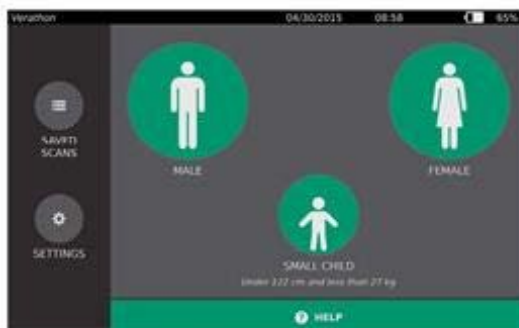 Verathon 04/30/2015 08:58 65%
SAVED
SCANS
SETTINGS
MALE
FEMALE
SMALL CHILD
Under 122 cm and less than 27 kg
HELP